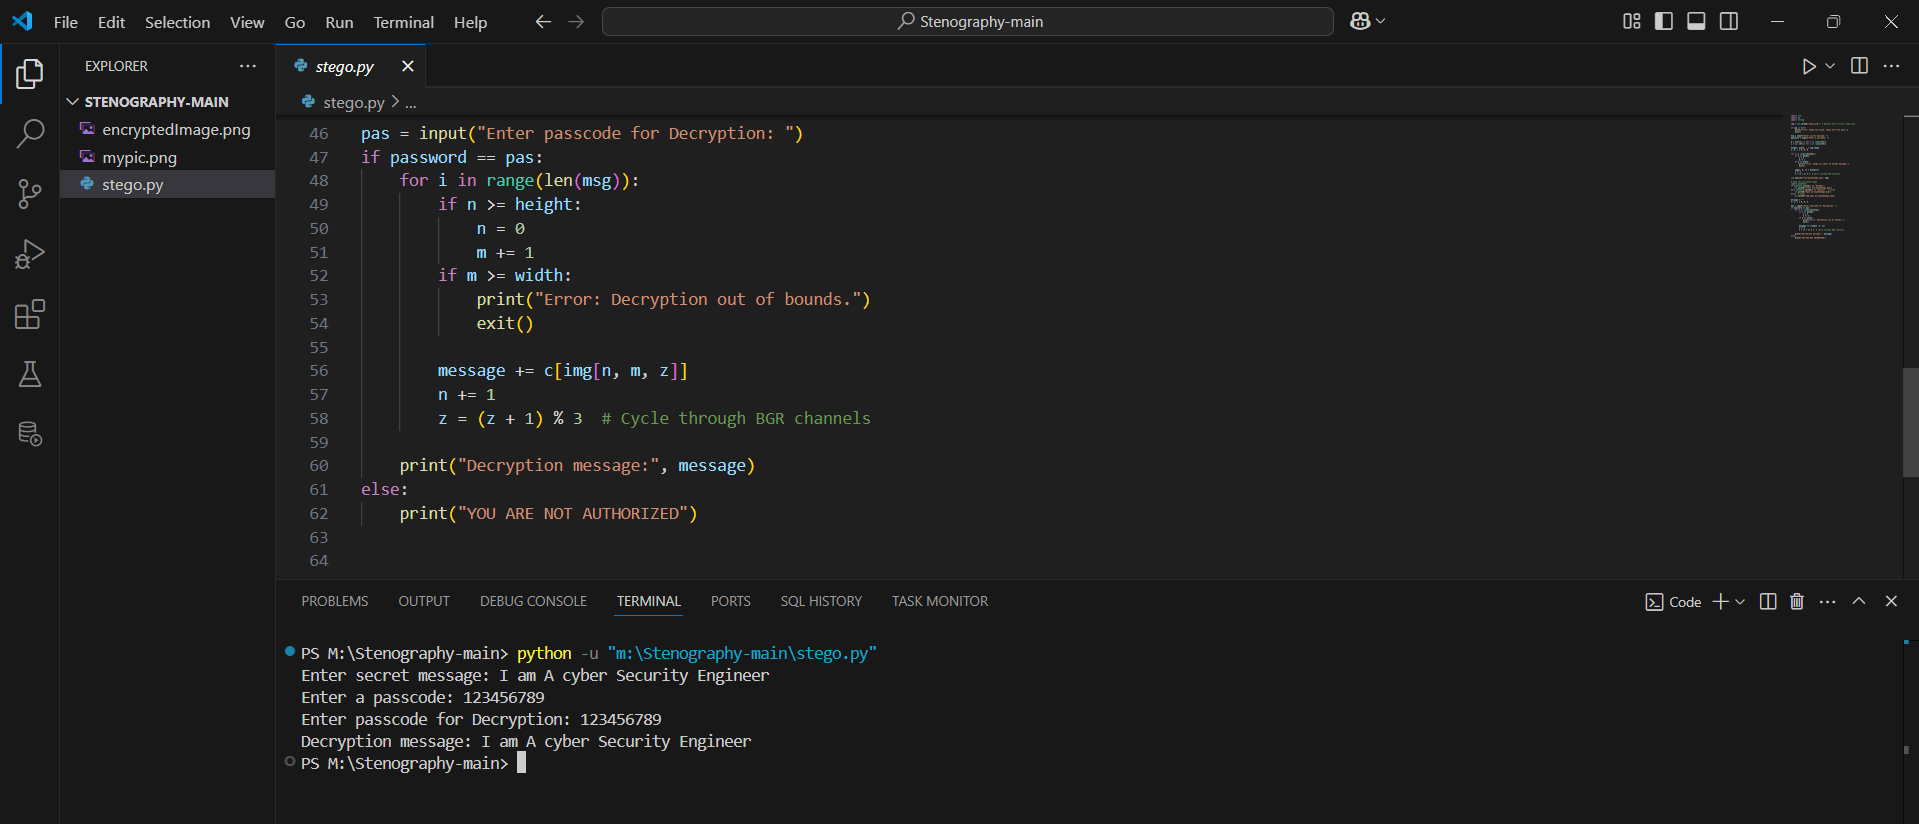 File Edit Selection View Go Run Terminal Help
Stenography-main
EXPLORER
STENOGRAPHY-MAIN
encryptedImage.png
mypic.png
stego.py
stego.py
stego.py > ...
46 pas = input("Enter passcode for Decryption: ")
47 if password == pas:
48     for i in range(len(msg)):
49         if n >= height:
50             n = 0
51             m += 1
52         if m >= width:
53             print("Error: Decryption out of bounds.")
54             exit()
55
56         message += c[img[n, m, z]]
57         n += 1
58         z = (z + 1) % 3  # Cycle through BGR channels
59
60     print("Decryption message:", message)
61 else:
62     print("YOU ARE NOT AUTHORIZED")
63
64
PROBLEMS OUTPUT DEBUG CONSOLE TERMINAL PORTS SQL HISTORY TASK MONITOR
Code
PS M:\Stenography-main> python -u "m:\Stenography-main\stego.py"
Enter secret message: I am A cyber Security Engineer
Enter a passcode: 123456789
Enter passcode for Decryption: 123456789
Decryption message: I am A cyber Security Engineer
PS M:\Stenography-main>